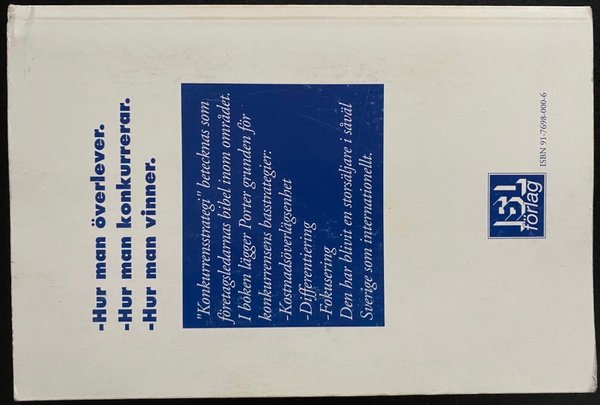 -Hur man överlever.
-Hur man konkurrerar.
-Hur man vinner.
"Konkurrensstrategi" betecknas som
företagsledarnas bibel inom området.
I boken lägger Porter grunden för
konkurrensens basstrategier:
-Kostnadsöverlägsenhet
-Differentiering
-Fokusering
Den har blivit en storsäljare i såväl
Sverige som internationellt.
ISL
förlag
ISBN 91-7698-000-6